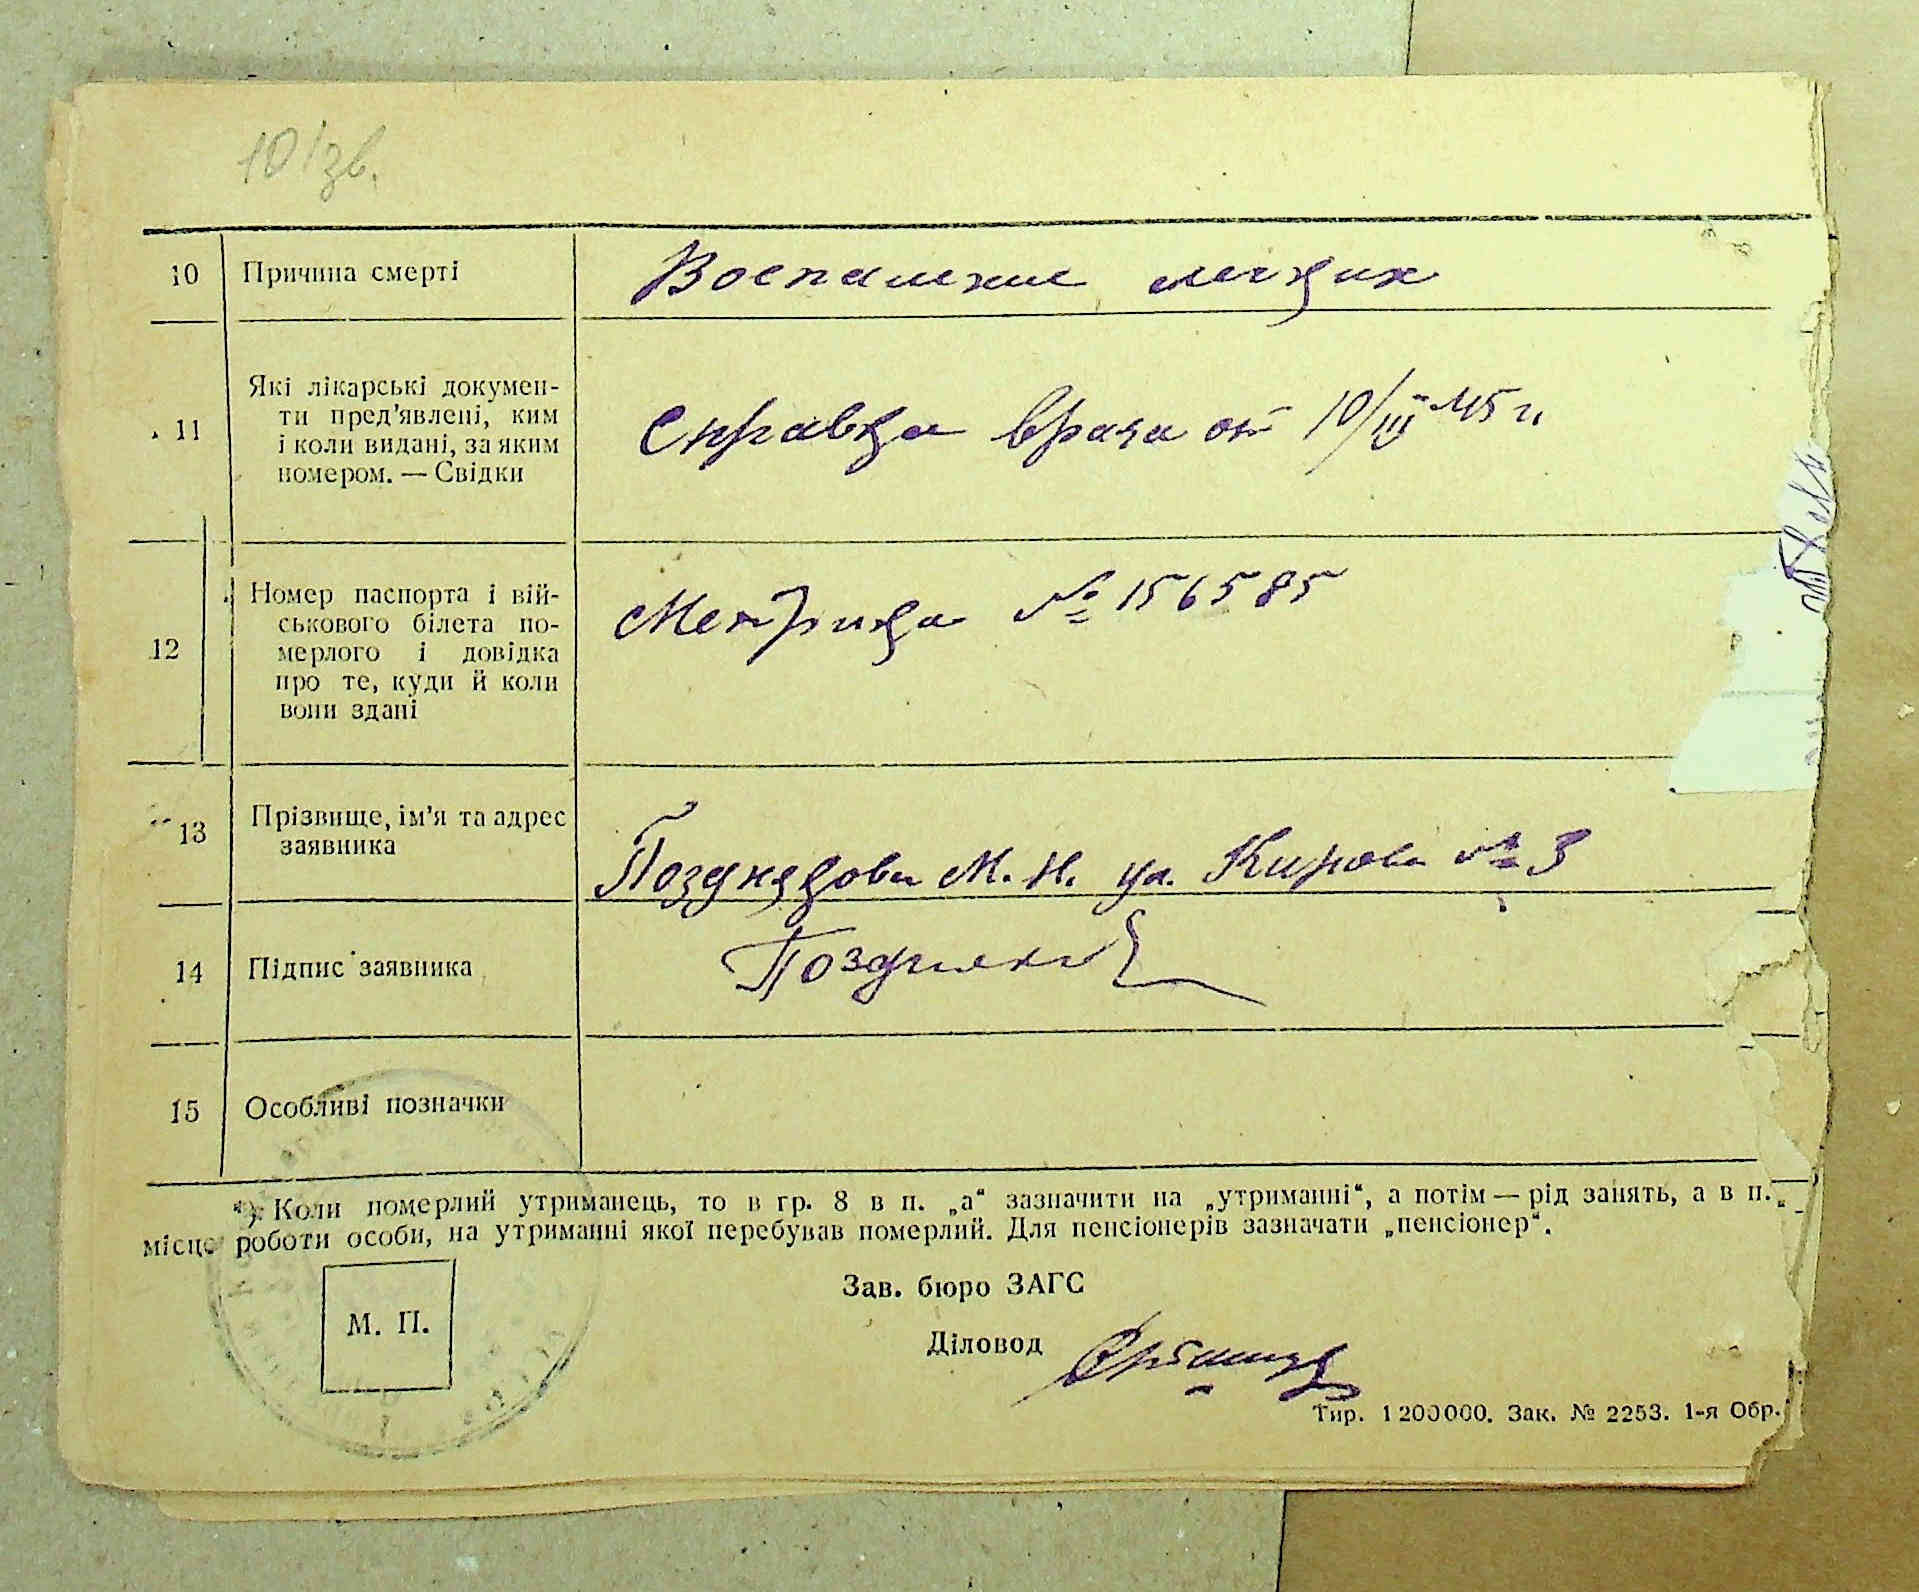 10 зв.
10 Причина смерті Воспаление легких
11 Які лікарські докумен-
ти пред'явлені, ким
і коли видані, за яким
номером. — Свідки
Справка врача от 10/III 45 г.
12 Номер паспорта і вій-
ськового білета по-
мерлого і довідка
про те, куди й коли
вони здані
Метрика № 156585
13 Прізвище, ім'я та адрес
заявника
Позднякова М. Н. ул. Кирова № 3
14 Підпис заявника Поздняков
15 Особливі позначки
*) Коли померлий утриманець, то в гр. 8 в п. „а“ зазначити на „утриманні“, а потім — рід занять, а в п.
місце роботи особи, на утриманні якої перебував померлий. Для пенсіонерів зазначати „пенсіонер“.
М. П.
Зав. бюро ЗАГС
Діловод
Тир. 1 200 000. Зак. № 2253. 1-я Обр.